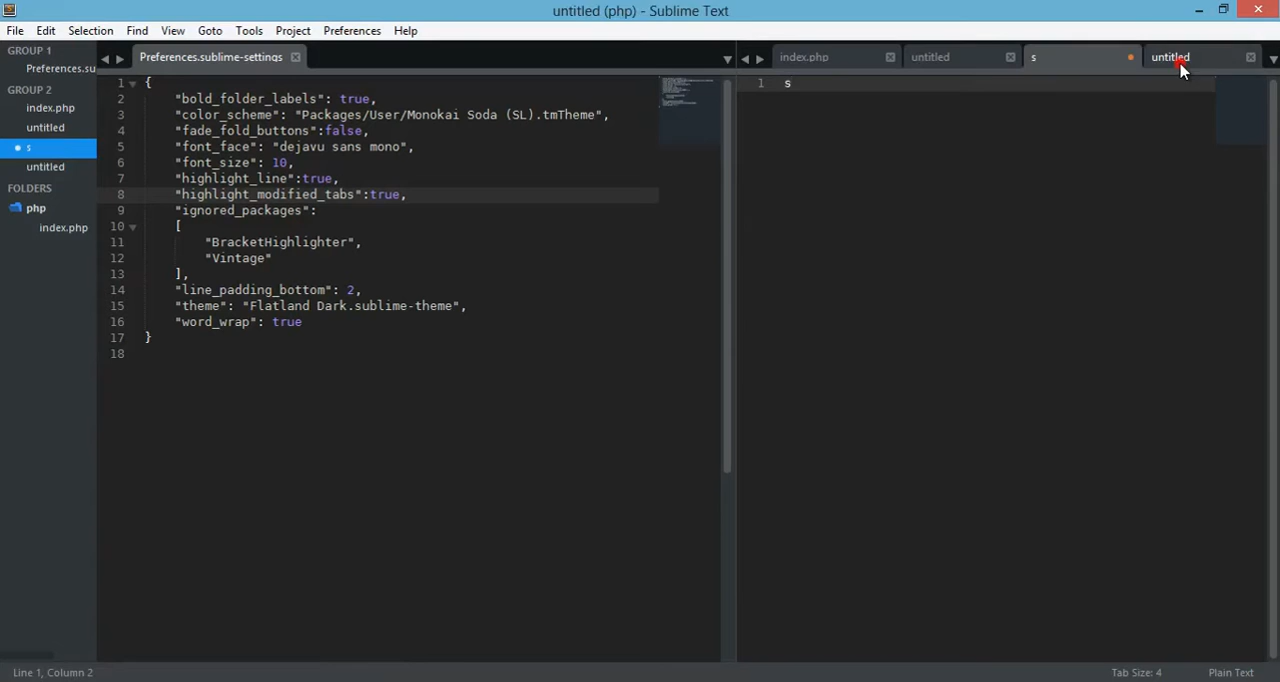 untitled (php) - Sublime Text
File Edit Selection Find View Goto Tools Project Preferences Help
GROUP 1
Preferences.su
GROUP 2
index.php
untitled
s
untitled
FOLDERS
php
index.php
Preferences.sublime-settings
1 {
2 "bold_folder_labels": true,
3 "color_scheme": "Packages/User/Monokai Soda (SL).tmTheme",
4 "fade_fold_buttons":false,
5 "font_face": "dejavu sans mono",
6 "font_size": 10,
7 "highlight_line":true,
8 "highlight_modified_tabs":true,
9 "ignored_packages":
10 [
11 "BracketHighlighter",
12 "Vintage"
13 ],
14 "line_padding_bottom": 2,
15 "theme": "Flatland Dark.sublime-theme",
16 "word_wrap": true
17 }
18
index.php untitled s untitled
1 s
Line 1, Column 2 Tab Size: 4 Plain Text